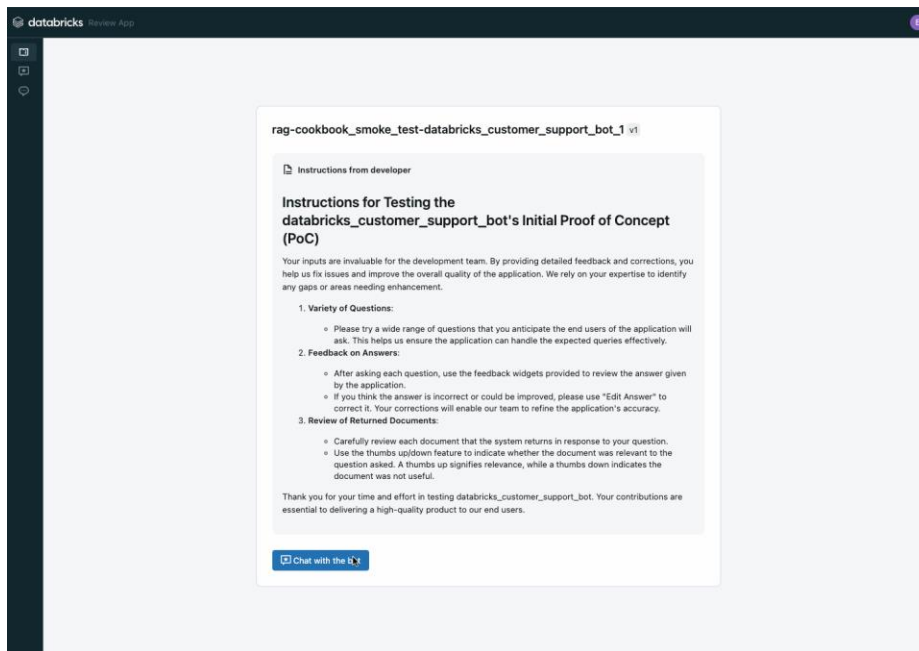 databricks Review App
rag-cookbook_smoke_test-databricks_customer_support_bot_1 v1
Instructions from developer
Instructions for Testing the
databricks_customer_support_bot's Initial Proof of Concept
(PoC)
Your inputs are invaluable for the development team. By providing detailed feedback and corrections, you
help us fix issues and improve the overall quality of the application. We rely on your expertise to identify
any gaps or areas needing enhancement.
1. Variety of Questions:
◦ Please try a wide range of questions that you anticipate the end users of the application will
ask. This helps us ensure the application can handle the expected queries effectively.
2. Feedback on Answers:
◦ After asking each question, use the feedback widgets provided to review the answer given
by the application.
◦ If you think the answer is incorrect or could be improved, please use "Edit Answer" to
correct it. Your corrections will enable our team to refine the application's accuracy.
3. Review of Returned Documents:
◦ Carefully review each document that the system returns in response to your question.
◦ Use the thumbs up/down feature to indicate whether the document was relevant to the
question asked. A thumbs up signifies relevance, while a thumbs down indicates the
document was not useful.
Thank you for your time and effort in testing databricks_customer_support_bot. Your contributions are
essential to delivering a high-quality product to our end users.
Chat with the bot